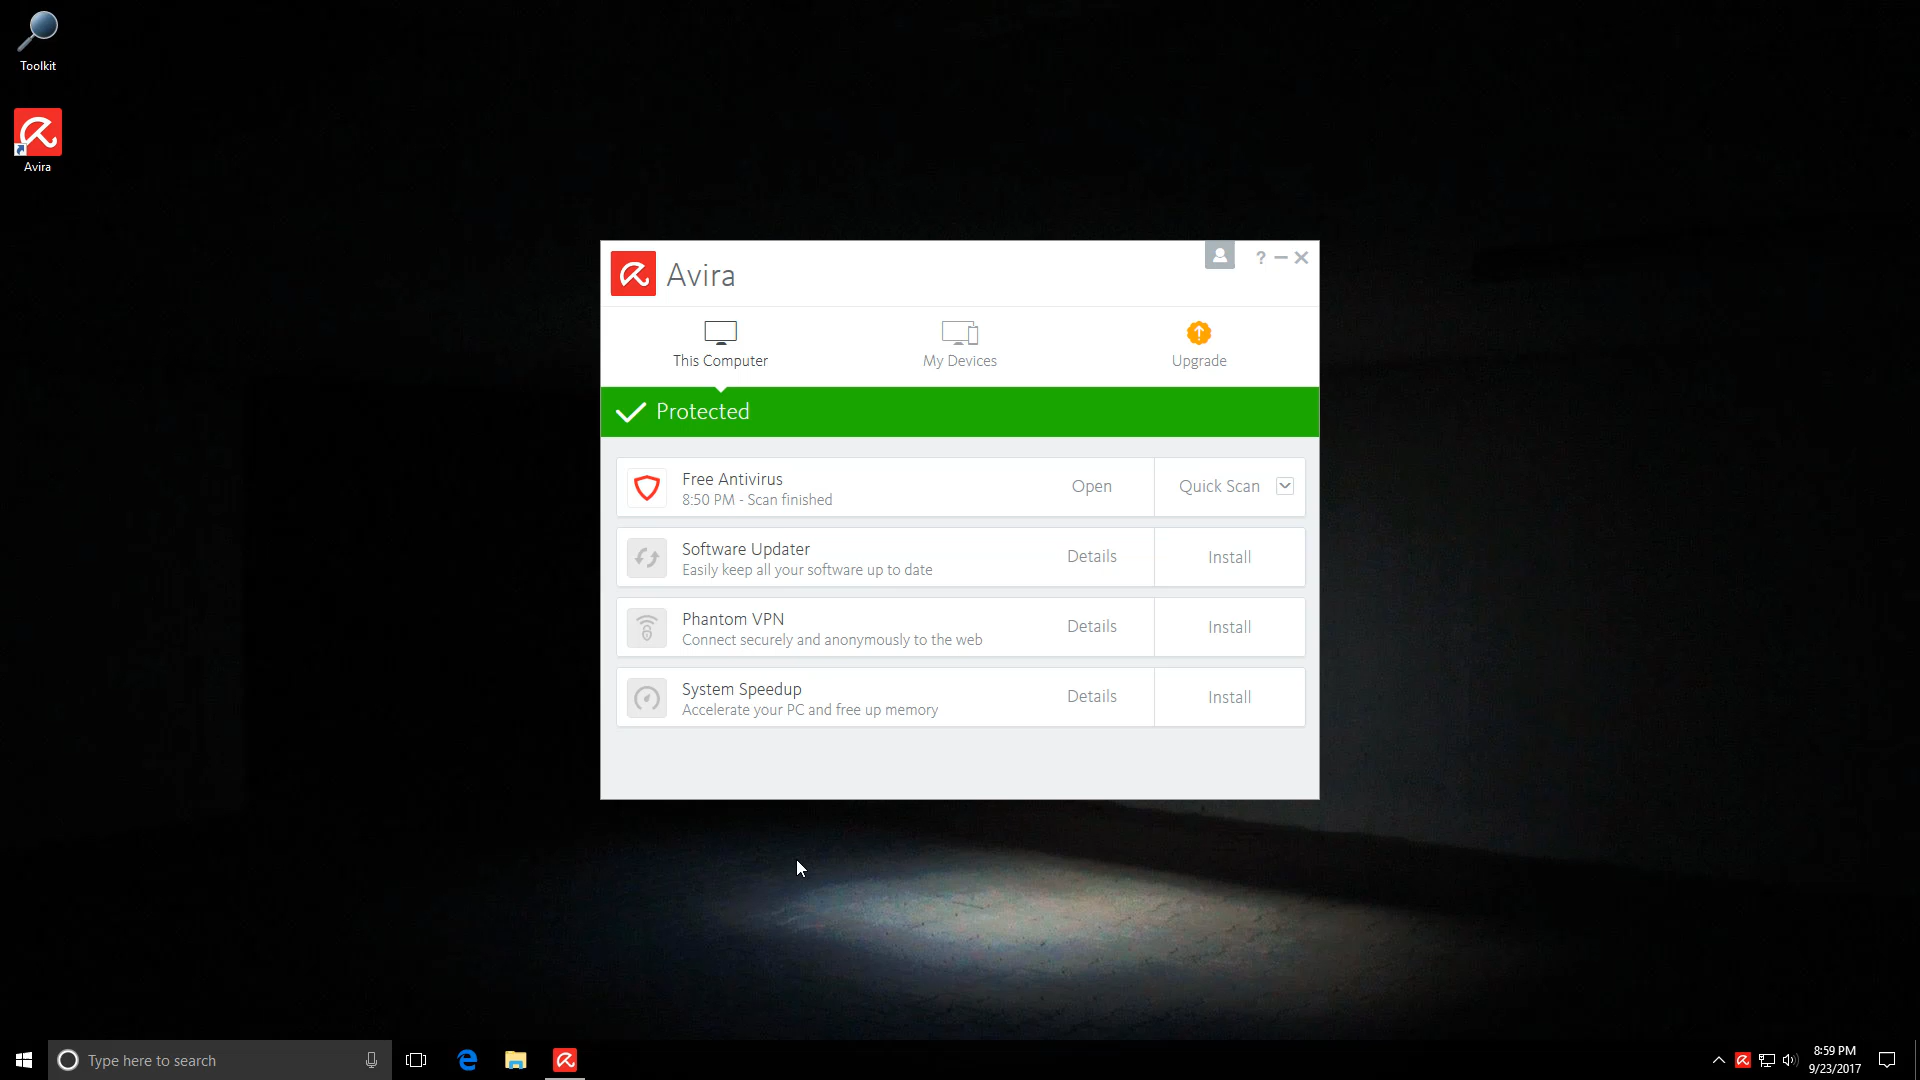 Toolkit
Avira
Avira
?
This Computer
My Devices
Upgrade
Protected
Free Antivirus
8:50 PM - Scan finished
Open
Quick Scan
Software Updater
Easily keep all your software up to date
Details
Install
Phantom VPN
Connect securely and anonymously to the web
Details
Install
System Speedup
Accelerate your PC and free up memory
Details
Install
Type here to search
8:59 PM
9/23/2017